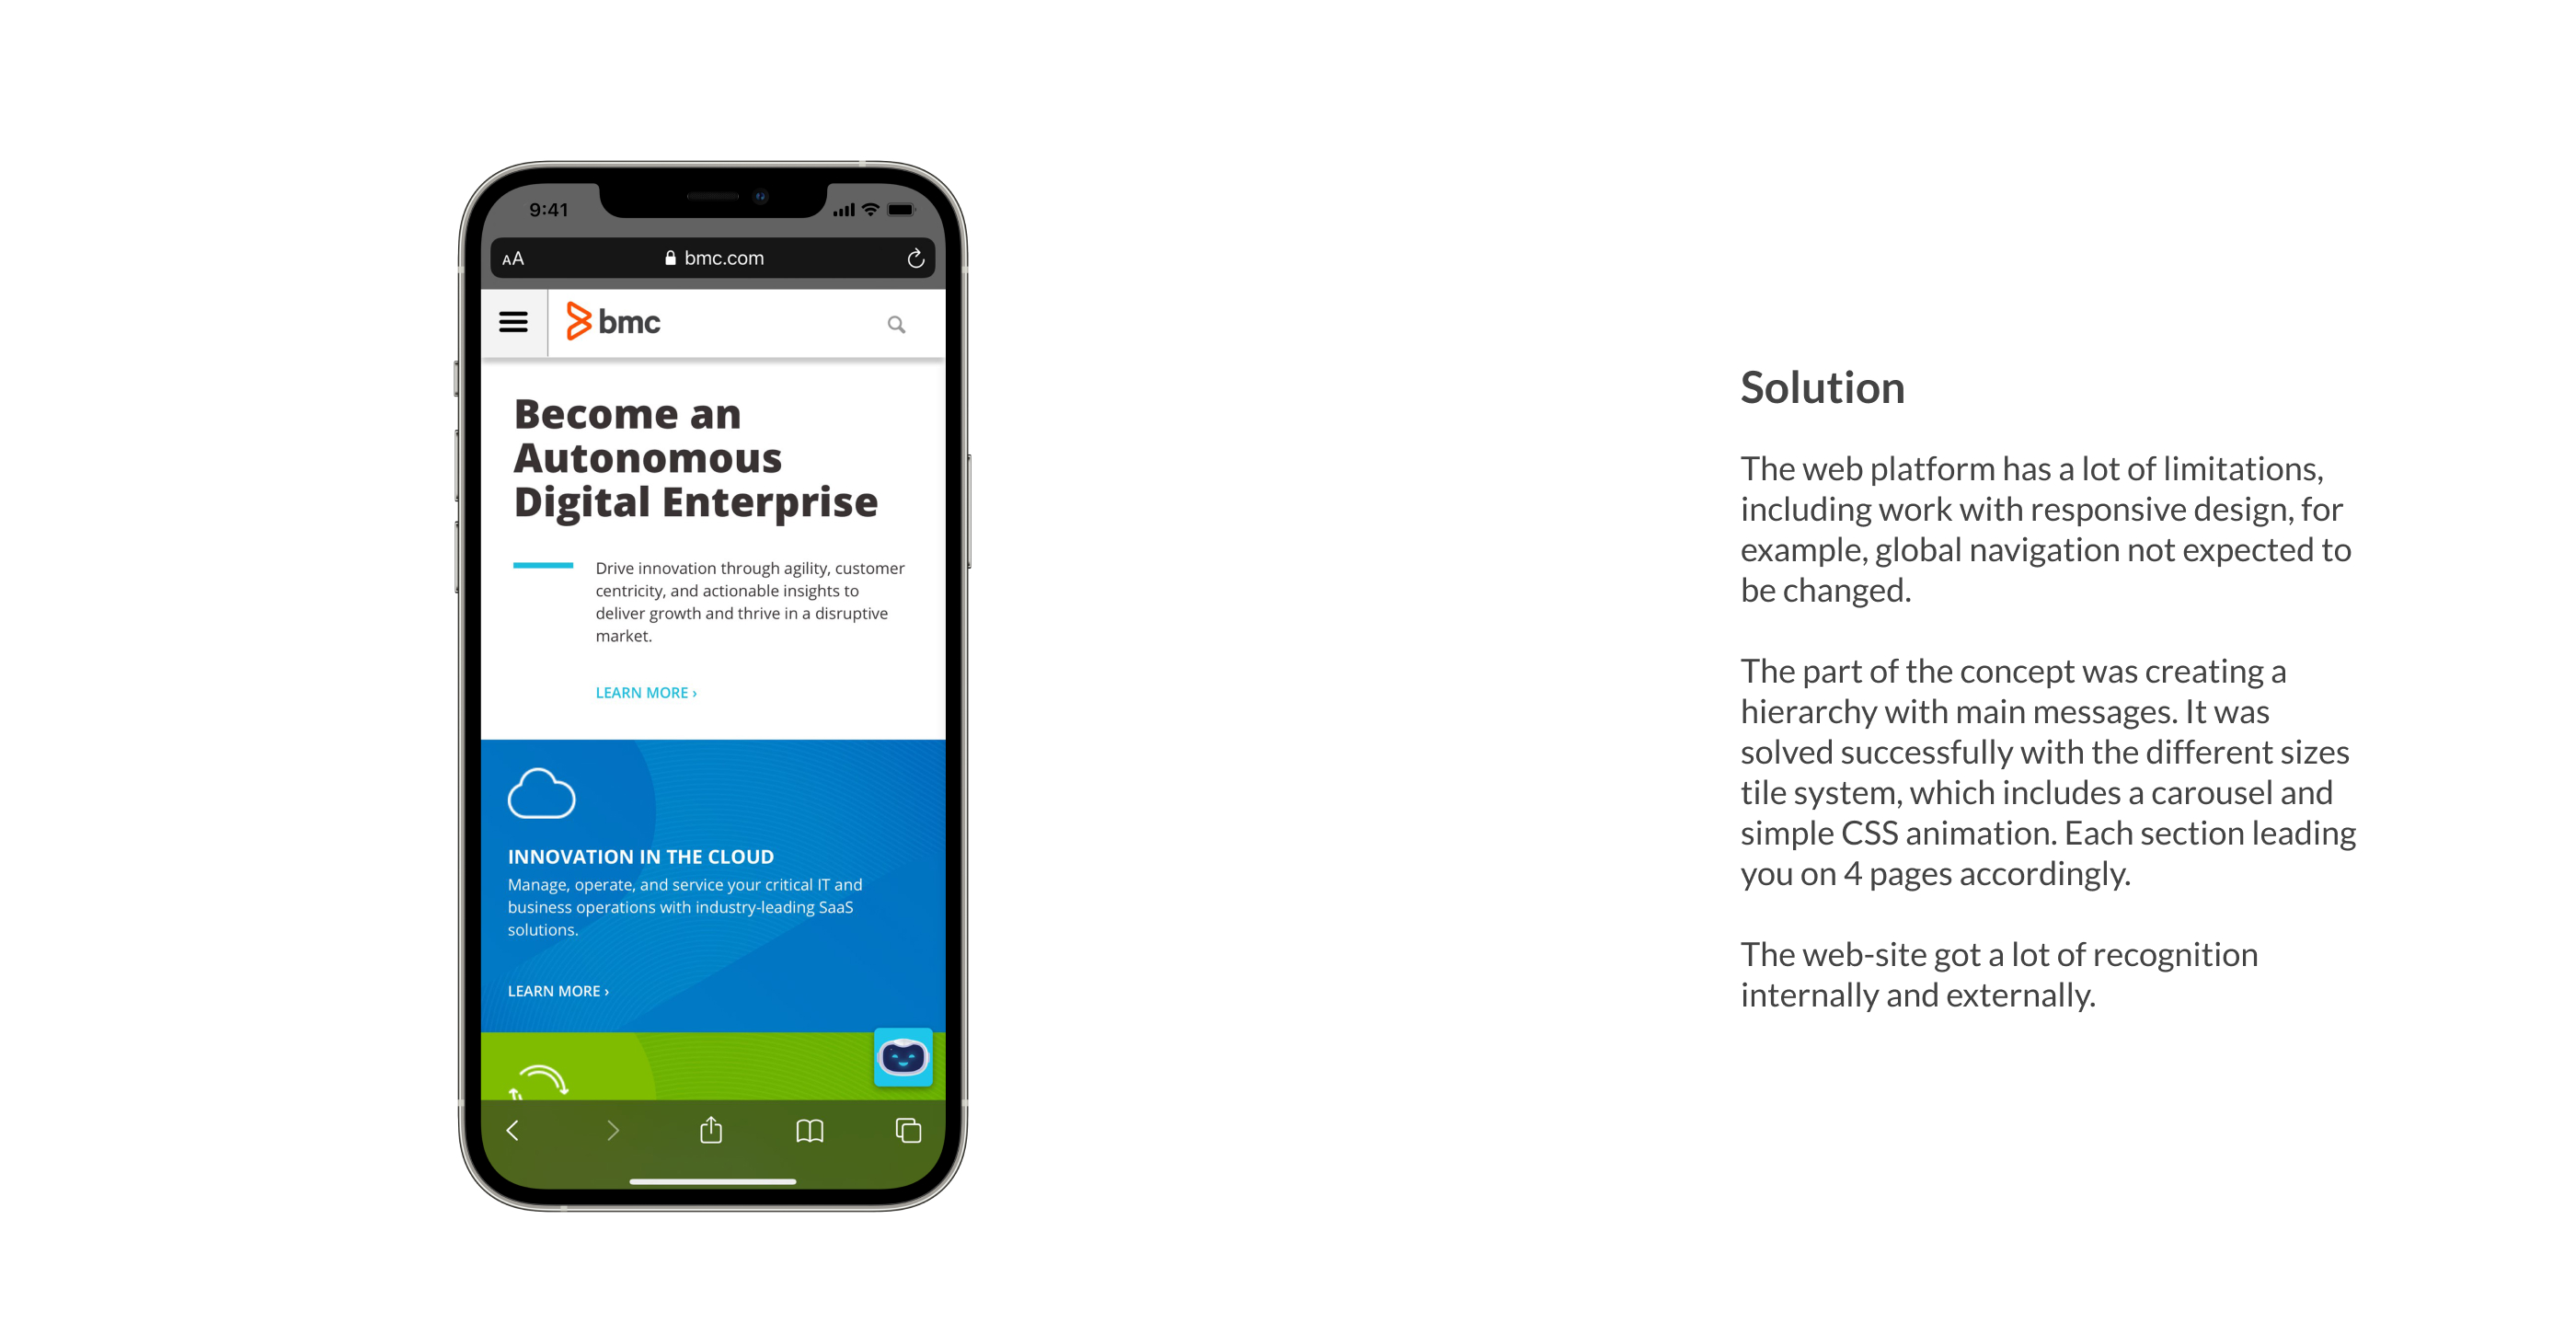 9:41
AA
bmc.com
bmc
Become an
Autonomous
Digital Enterprise
Drive innovation through agility, customer
centricity, and actionable insights to
deliver growth and thrive in a disruptive
market.
LEARN MORE ›
INNOVATION IN THE CLOUD
Manage, operate, and service your critical IT and
business operations with industry-leading SaaS
solutions.
LEARN MORE ›
Solution
The web platform has a lot of limitations,
including work with responsive design, for
example, global navigation not expected to
be changed.
The part of the concept was creating a
hierarchy with main messages. It was
solved successfully with the different sizes
tile system, which includes a carousel and
simple CSS animation. Each section leading
you on 4 pages accordingly.
The web-site got a lot of recognition
internally and externally.